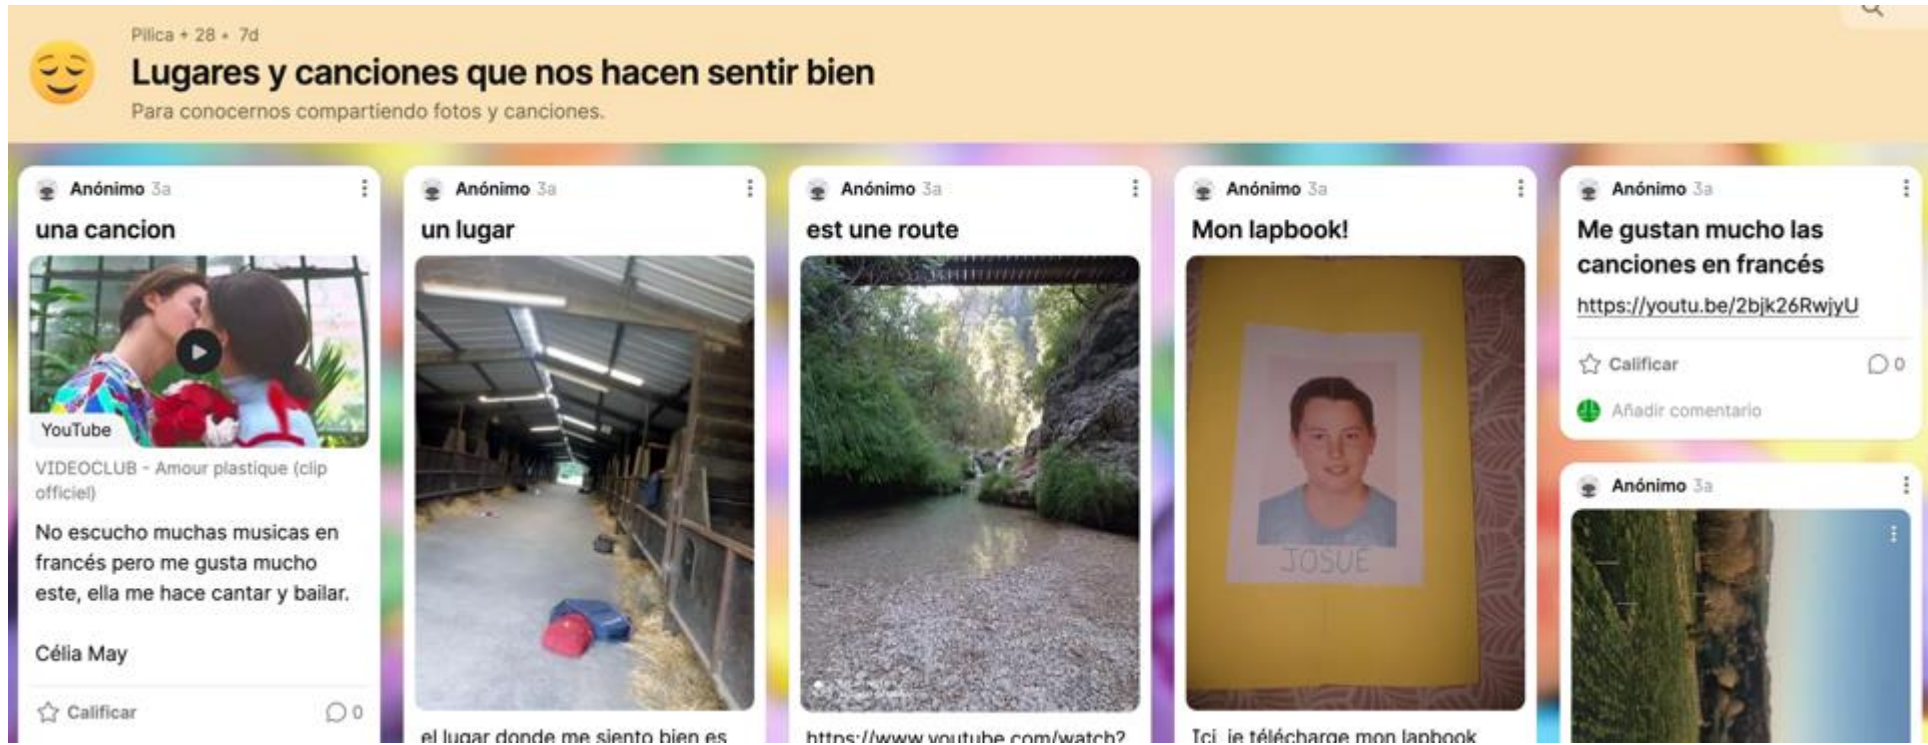 Pilica + 28 • 7d
Lugares y canciones que nos hacen sentir bien
Para conocernos compartiendo fotos y canciones.
Anónimo 3a
una cancion
YouTube
VIDEOCLUB - Amour plastique (clip
officiel)
No escucho muchas musicas en
francés pero me gusta mucho
este, ella me hace cantar y bailar.
Célia May
Calificar
0
Anónimo 3a
un lugar
el lugar donde me siento bien es
Anónimo 3a
est une route
https://www.youtube.com/watch?
Anónimo 3a
Mon lapbook!
JOSUE
Ici, je télécharge mon lapbook
Anónimo 3a
Me gustan mucho las
canciones en francés
https://youtu.be/2bjk26RwjyU
Calificar
0
Añadir comentario
Anónimo 3a